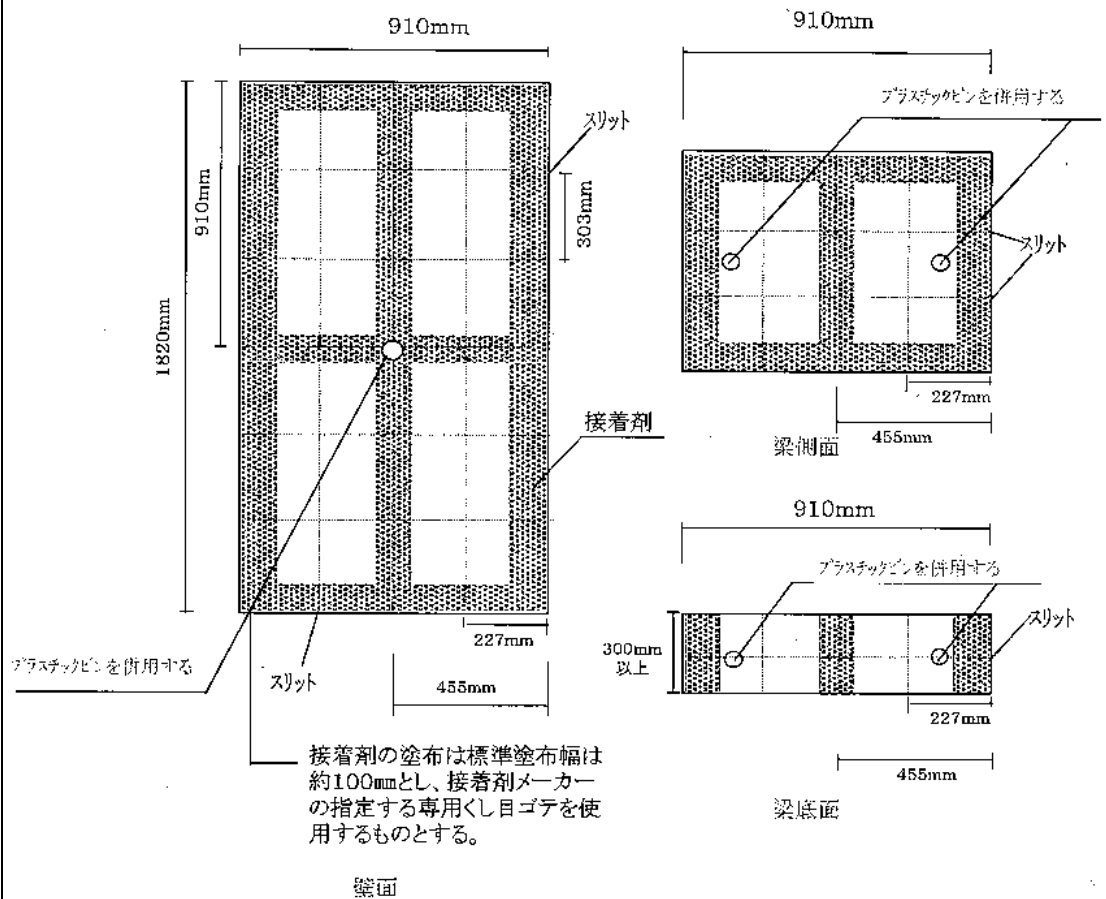 910mm
スリット
910mm
303mm
1820mm
接着剤
227mm
プラスチックピンを併用する
スリット
455mm
接着剤の塗布は標準塗布幅は
約100mmとし、接着剤メーカー
の指定する専用くし目ゴテを使
用するものとする。
壁面
910mm
プラスチックピンを併用する
スリット
227mm
455mm
梁側面
910mm
プラスチックピンを併用する
スリット
300mm
以上
227mm
455mm
梁底面